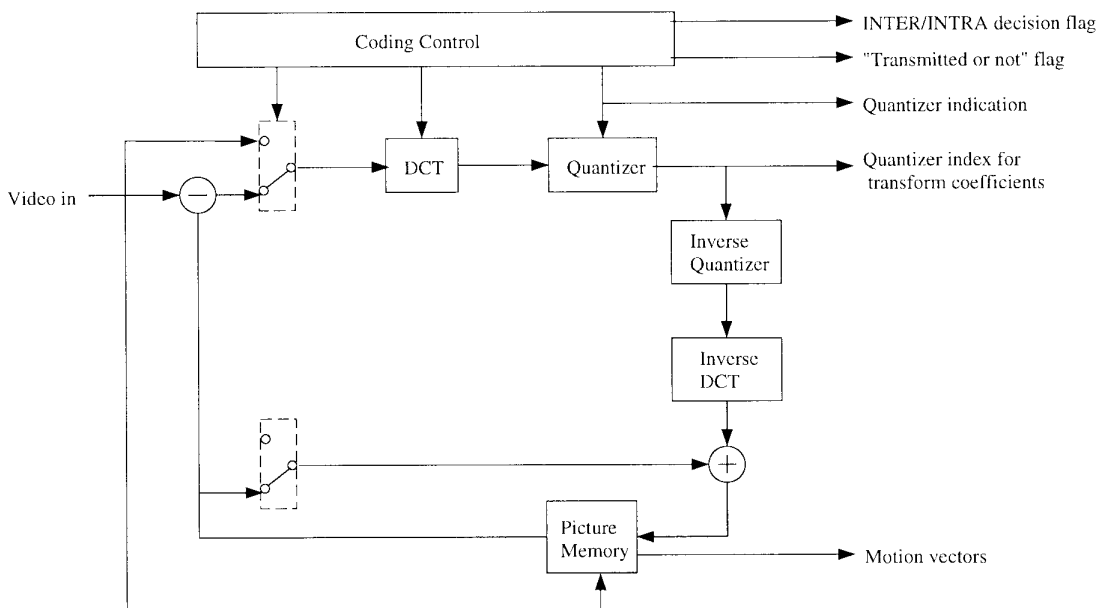 Coding Control
INTER/INTRA decision flag
"Transmitted or not" flag
Quantizer indication
DCT
Quantizer
Quantizer index for
transform coefficients
Video in
−
Inverse
Quantizer
Inverse
DCT
+
Picture
Memory
Motion vectors